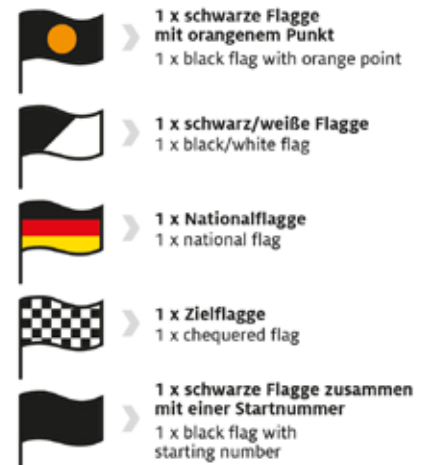 1 x schwarze Flagge
mit orangenem Punkt
1 x black flag with orange point
1 x schwarz/weiße Flagge
1 x black/white flag
1 x Nationalflagge
1 x national flag
1 x Zielflagge
1 x chequered flag
1 x schwarze Flagge zusammen
mit einer Startnummer
1 x black flag with
starting number